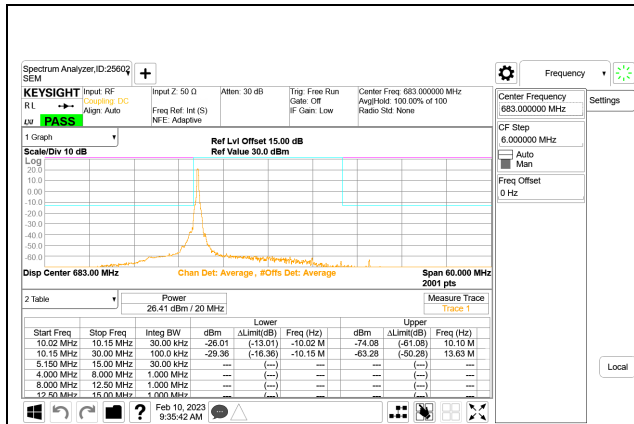 Spectrum Analyzer,ID:25602
SEM
Frequency
KEYSIGHT
Input: RF
Input Z: 50 Ω
Atten: 30 dB
Trig: Free Run
Center Freq: 683.000000 MHz
R L
Coupling: DC
Gate: Off
Avg|Hold: 100.00% of 100
Align: Auto
Freq Ref: Int (S)
IF Gain: Low
Radio Std: None
LXI
PASS
NFE: Adaptive
Center Frequency
683.000000 MHz
Settings
CF Step
6.000000 MHz
Auto
Man
Freq Offset
0 Hz
1 Graph
Ref Lvl Offset 15.00 dB
Scale/Div 10 dB
Ref Value 30.0 dBm
Log
20.0
10.0
0.00
-10.0
-20.0
-30.0
-40.0
-50.0
-60.0
Disp Center 683.00 MHz
Chan Det: Average, #Offs Det: Average
Span 60.000 MHz
2001 pts
2 Table
Power
26.41 dBm / 20 MHz
Measure Trace
Trace 1
Lower
Upper
Start Freq Stop Freq Integ BW dBm ΔLimit(dB) Freq (Hz) dBm ΔLimit(dB) Freq (Hz)
10.02 MHz 10.15 MHz 30.00 kHz -26.01 (-13.01) -10.02 M -74.08 (-61.08) 10.10 M
10.15 MHz 30.00 MHz 100.0 kHz -29.36 (-16.36) -10.15 M -63.28 (-50.28) 13.63 M
5.150 MHz 15.00 MHz 30.00 kHz --- (---) --- --- (---) ---
4.000 MHz 8.000 MHz 1.000 MHz --- (---) --- --- (---) ---
8.000 MHz 12.50 MHz 1.000 MHz --- (---) --- --- (---) ---
12.50 MHz 15.00 MHz 1.000 MHz --- (---) --- --- (---) ---
Local
?
Feb 10, 2023
9:35:42 AM